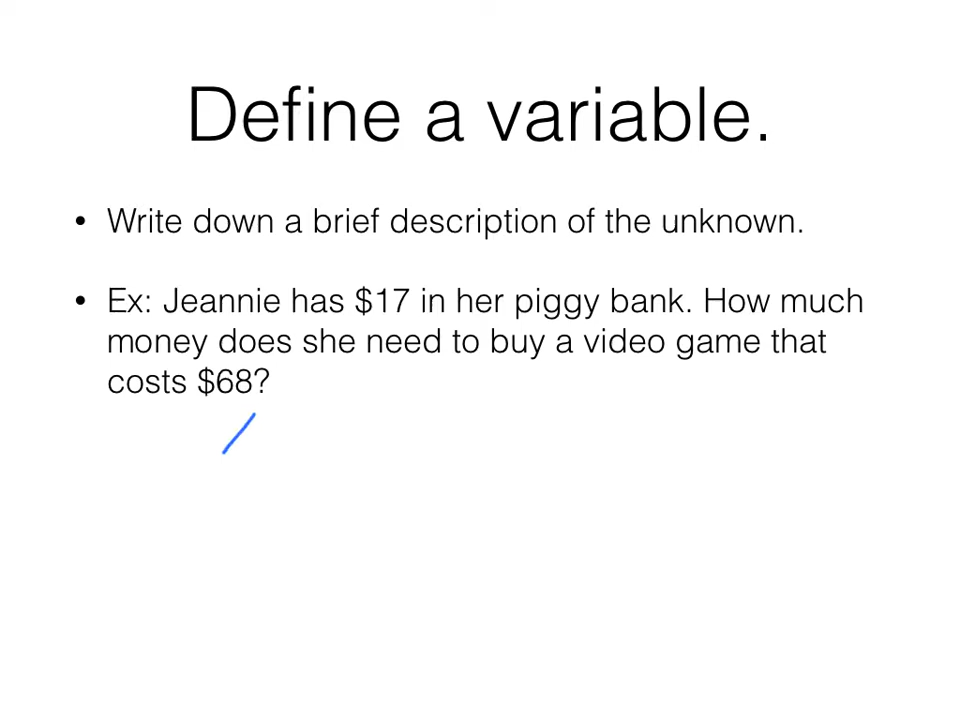 Define a variable.
• Write down a brief description of the unknown.
• Ex: Jeannie has $17 in her piggy bank. How much
money does she need to buy a video game that
costs $68?